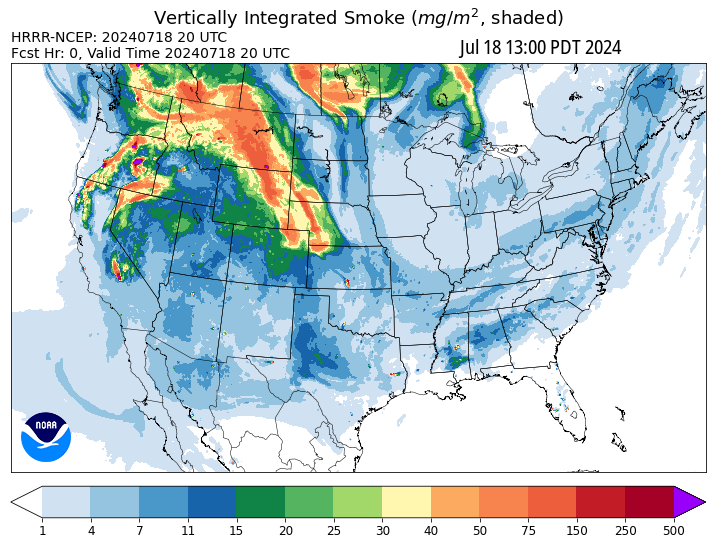 Vertically Integrated Smoke (mg/m², shaded)
HRRR-NCEP: 20240718 20 UTC
Fcst Hr: 0, Valid Time 20240718 20 UTC
Jul 18 13:00 PDT 2024
NOAA
1 4 7 11 15 20 25 30 40 50 75 150 250 500